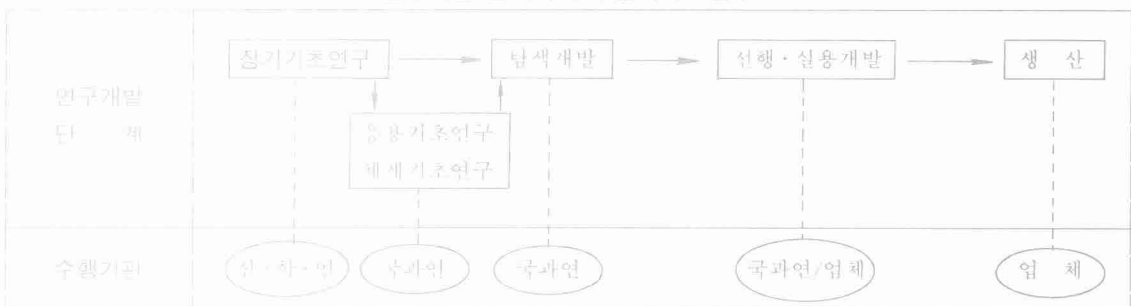 장기기초연구
탐색개발
선행·실용개발
생 산
연구개발
단 계
응용기초연구
체계기초연구
수행기관
산·학·연
국과연
국과연
국과연/업체
업 체